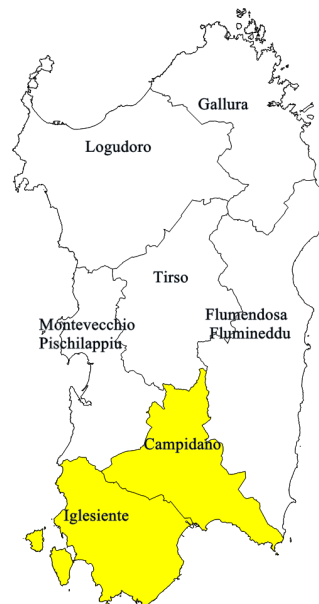 Gallura
Logudoro
Tirso
Montevecchio
Pischilappiu
Flumendosa
Flumineddu
Campidano
Iglesiente